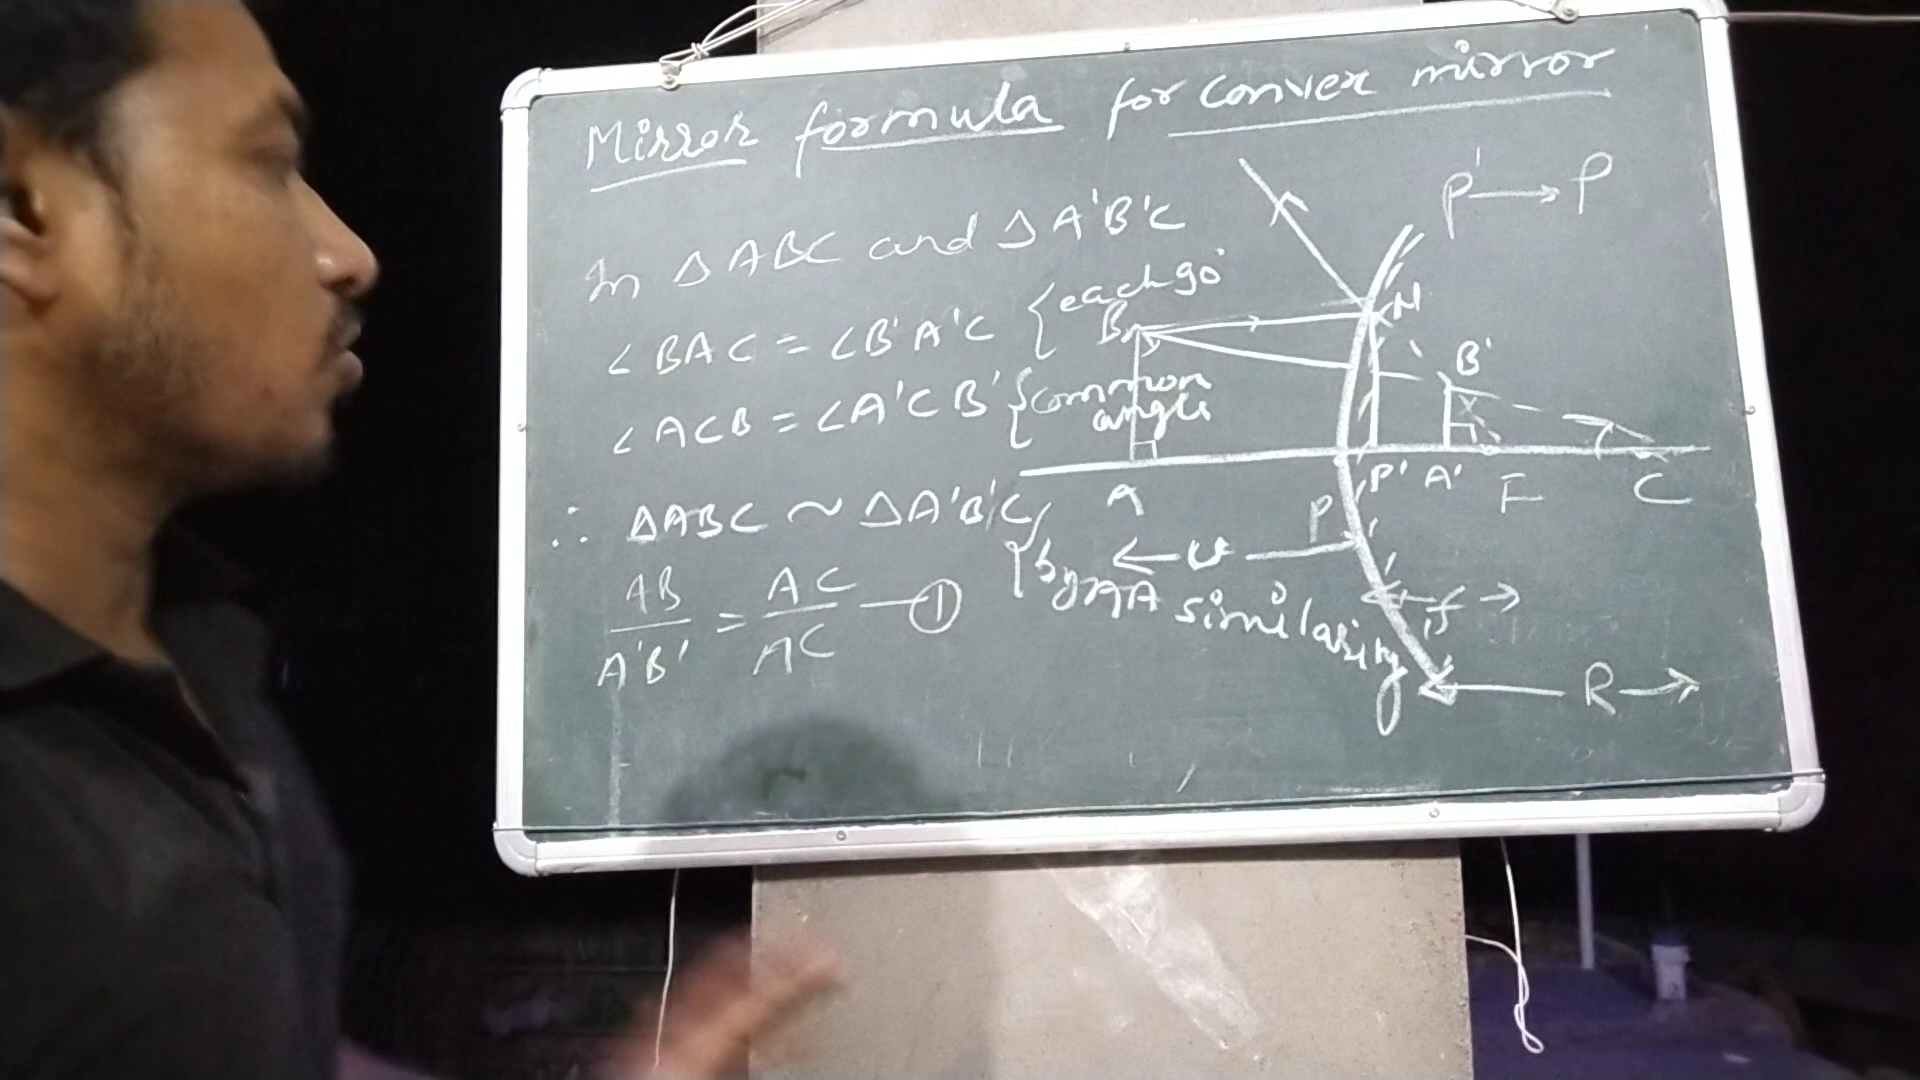 Mirror formula for convex mirror
In △ABC and △A'B'C
∠BAC = ∠B'A'C {each 90°
∠ACB = ∠A'CB' {common angle
∴ △ABC ~ △A'B'C
{by AA similarity
AB/A'B' = AC/AC —①
P' → P
B
N
B'
A
P
P'
A'
F
C
u
f
R